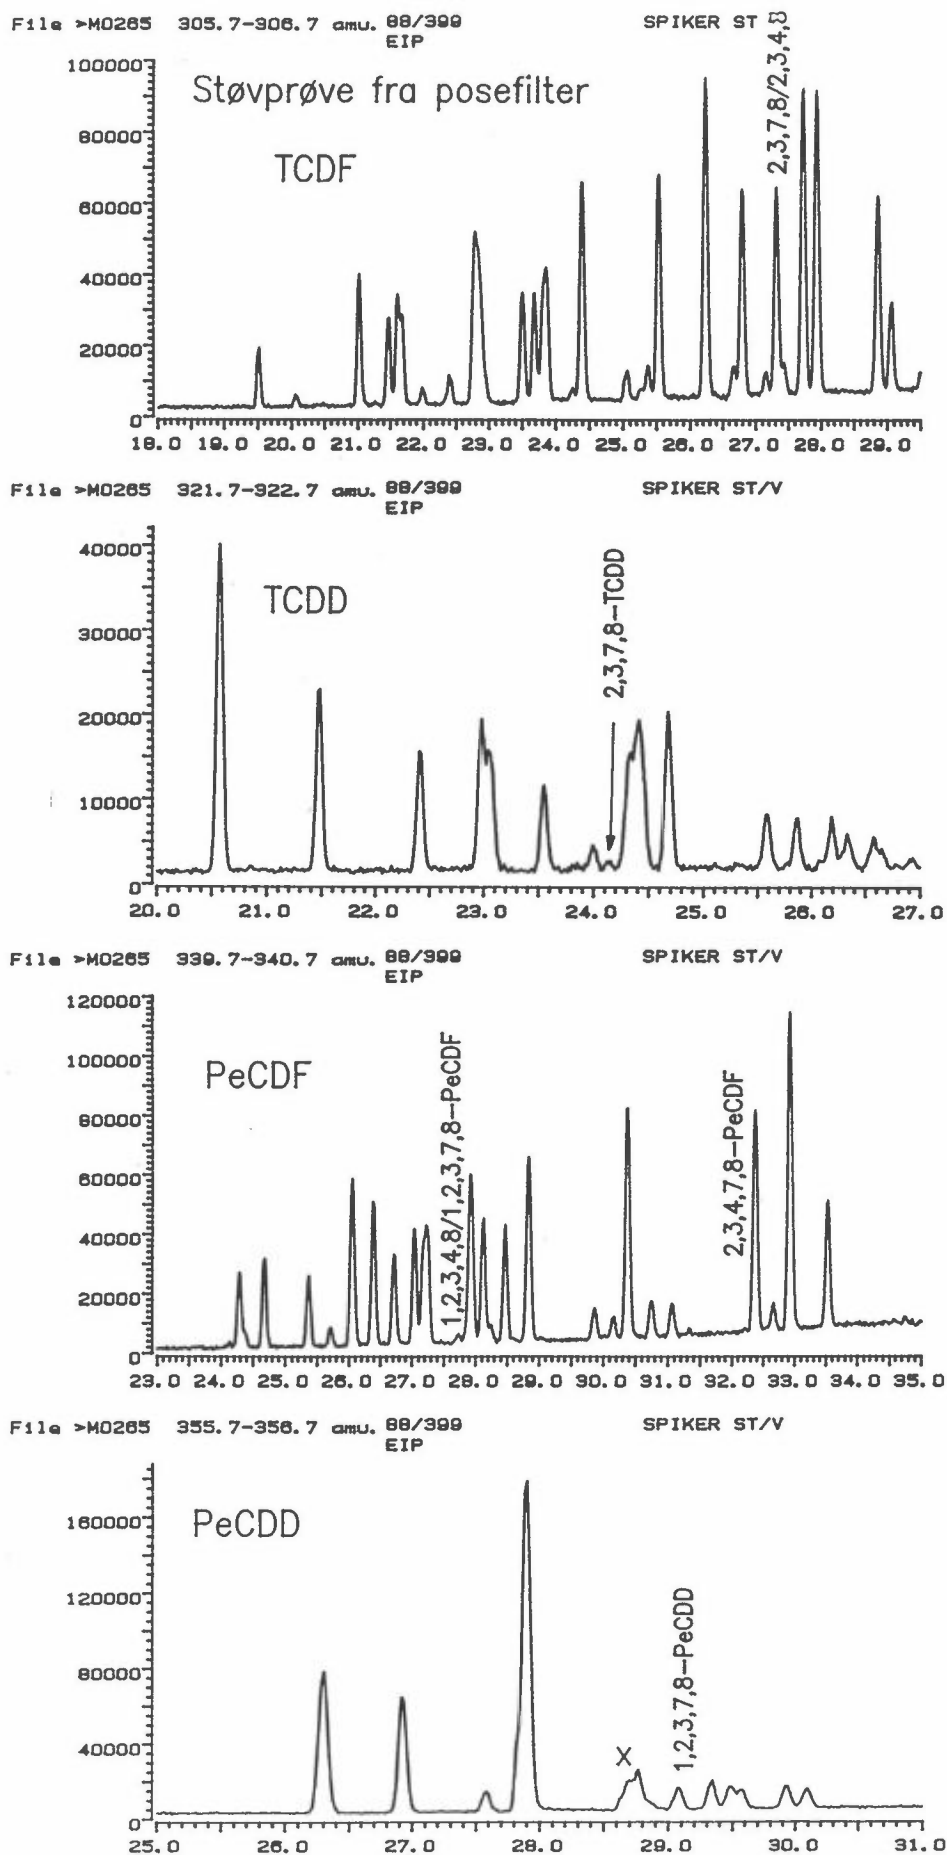 File >M0265 305.7-306.7 amu. 88/399 SPIKER ST
EIP
2,3,7,8/2,3,4,8
Støvprøve fra posefilter
TCDF
100000
80000
60000
40000
20000
0
18.0 19.0 20.0 21.0 22.0 23.0 24.0 25.0 26.0 27.0 28.0 29.0
File >M0265 321.7-322.7 amu. 88/399 SPIKER ST/V
EIP
TCDD
2,3,7,8-TCDD
40000
30000
20000
10000
0
20.0 21.0 22.0 23.0 24.0 25.0 26.0 27.0
File >M0265 339.7-340.7 amu. 88/399 SPIKER ST/V
EIP
PeCDF
1,2,3,4,8/1,2,3,7,8-PeCDF
2,3,4,7,8-PeCDF
120000
100000
80000
60000
40000
20000
0
23.0 24.0 25.0 26.0 27.0 28.0 29.0 30.0 31.0 32.0 33.0 34.0 35.0
File >M0265 355.7-356.7 amu. 88/399 SPIKER ST/V
EIP
PeCDD
X
1,2,3,7,8-PeCDD
160000
120000
80000
40000
0
25.0 26.0 27.0 28.0 29.0 30.0 31.0